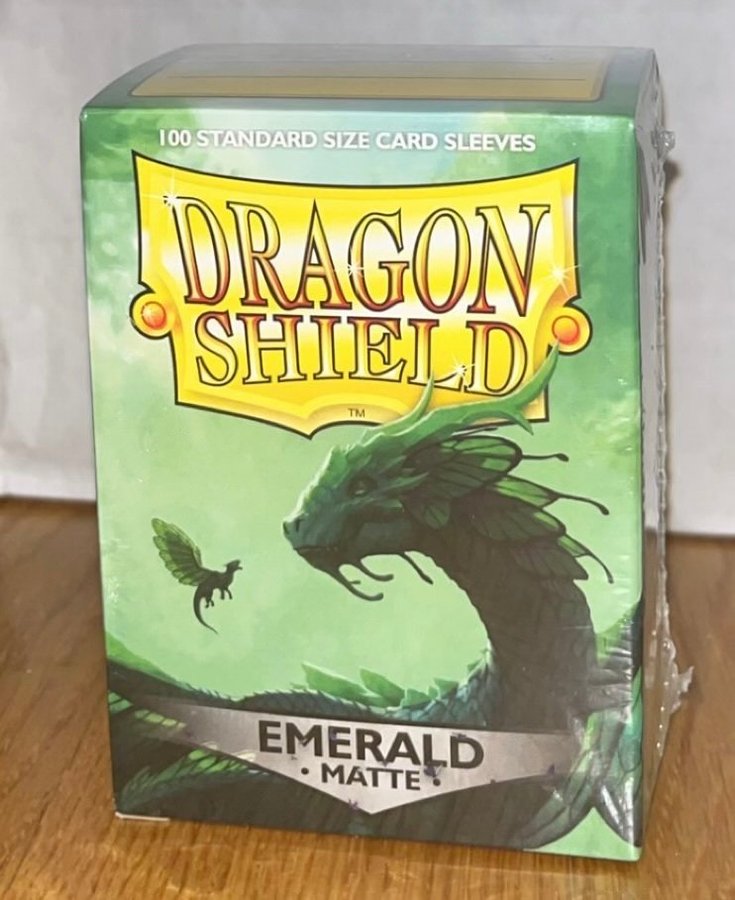 100 STANDARD SIZE CARD SLEEVES
DRAGON
SHIELD
TM
EMERALD
• MATTE •